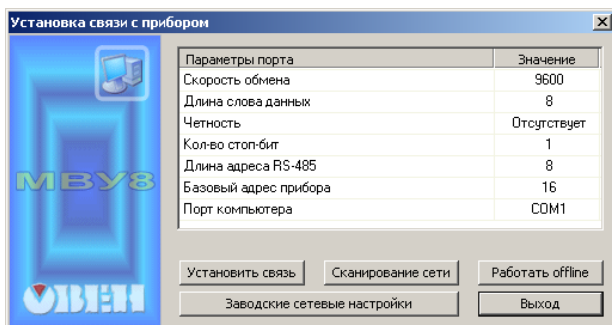 Установка связи с прибором
Параметры порта Значение
Скорость обмена 9600
Длина слова данных 8
Четность Отсутствует
Кол-во стоп-бит 1
Длина адреса RS-485 8
Базовый адрес прибора 16
Порт компьютера COM1
МВУ8
ОВЕН
Установить связь Сканирование сети Работать offline
Заводские сетевые настройки Выход